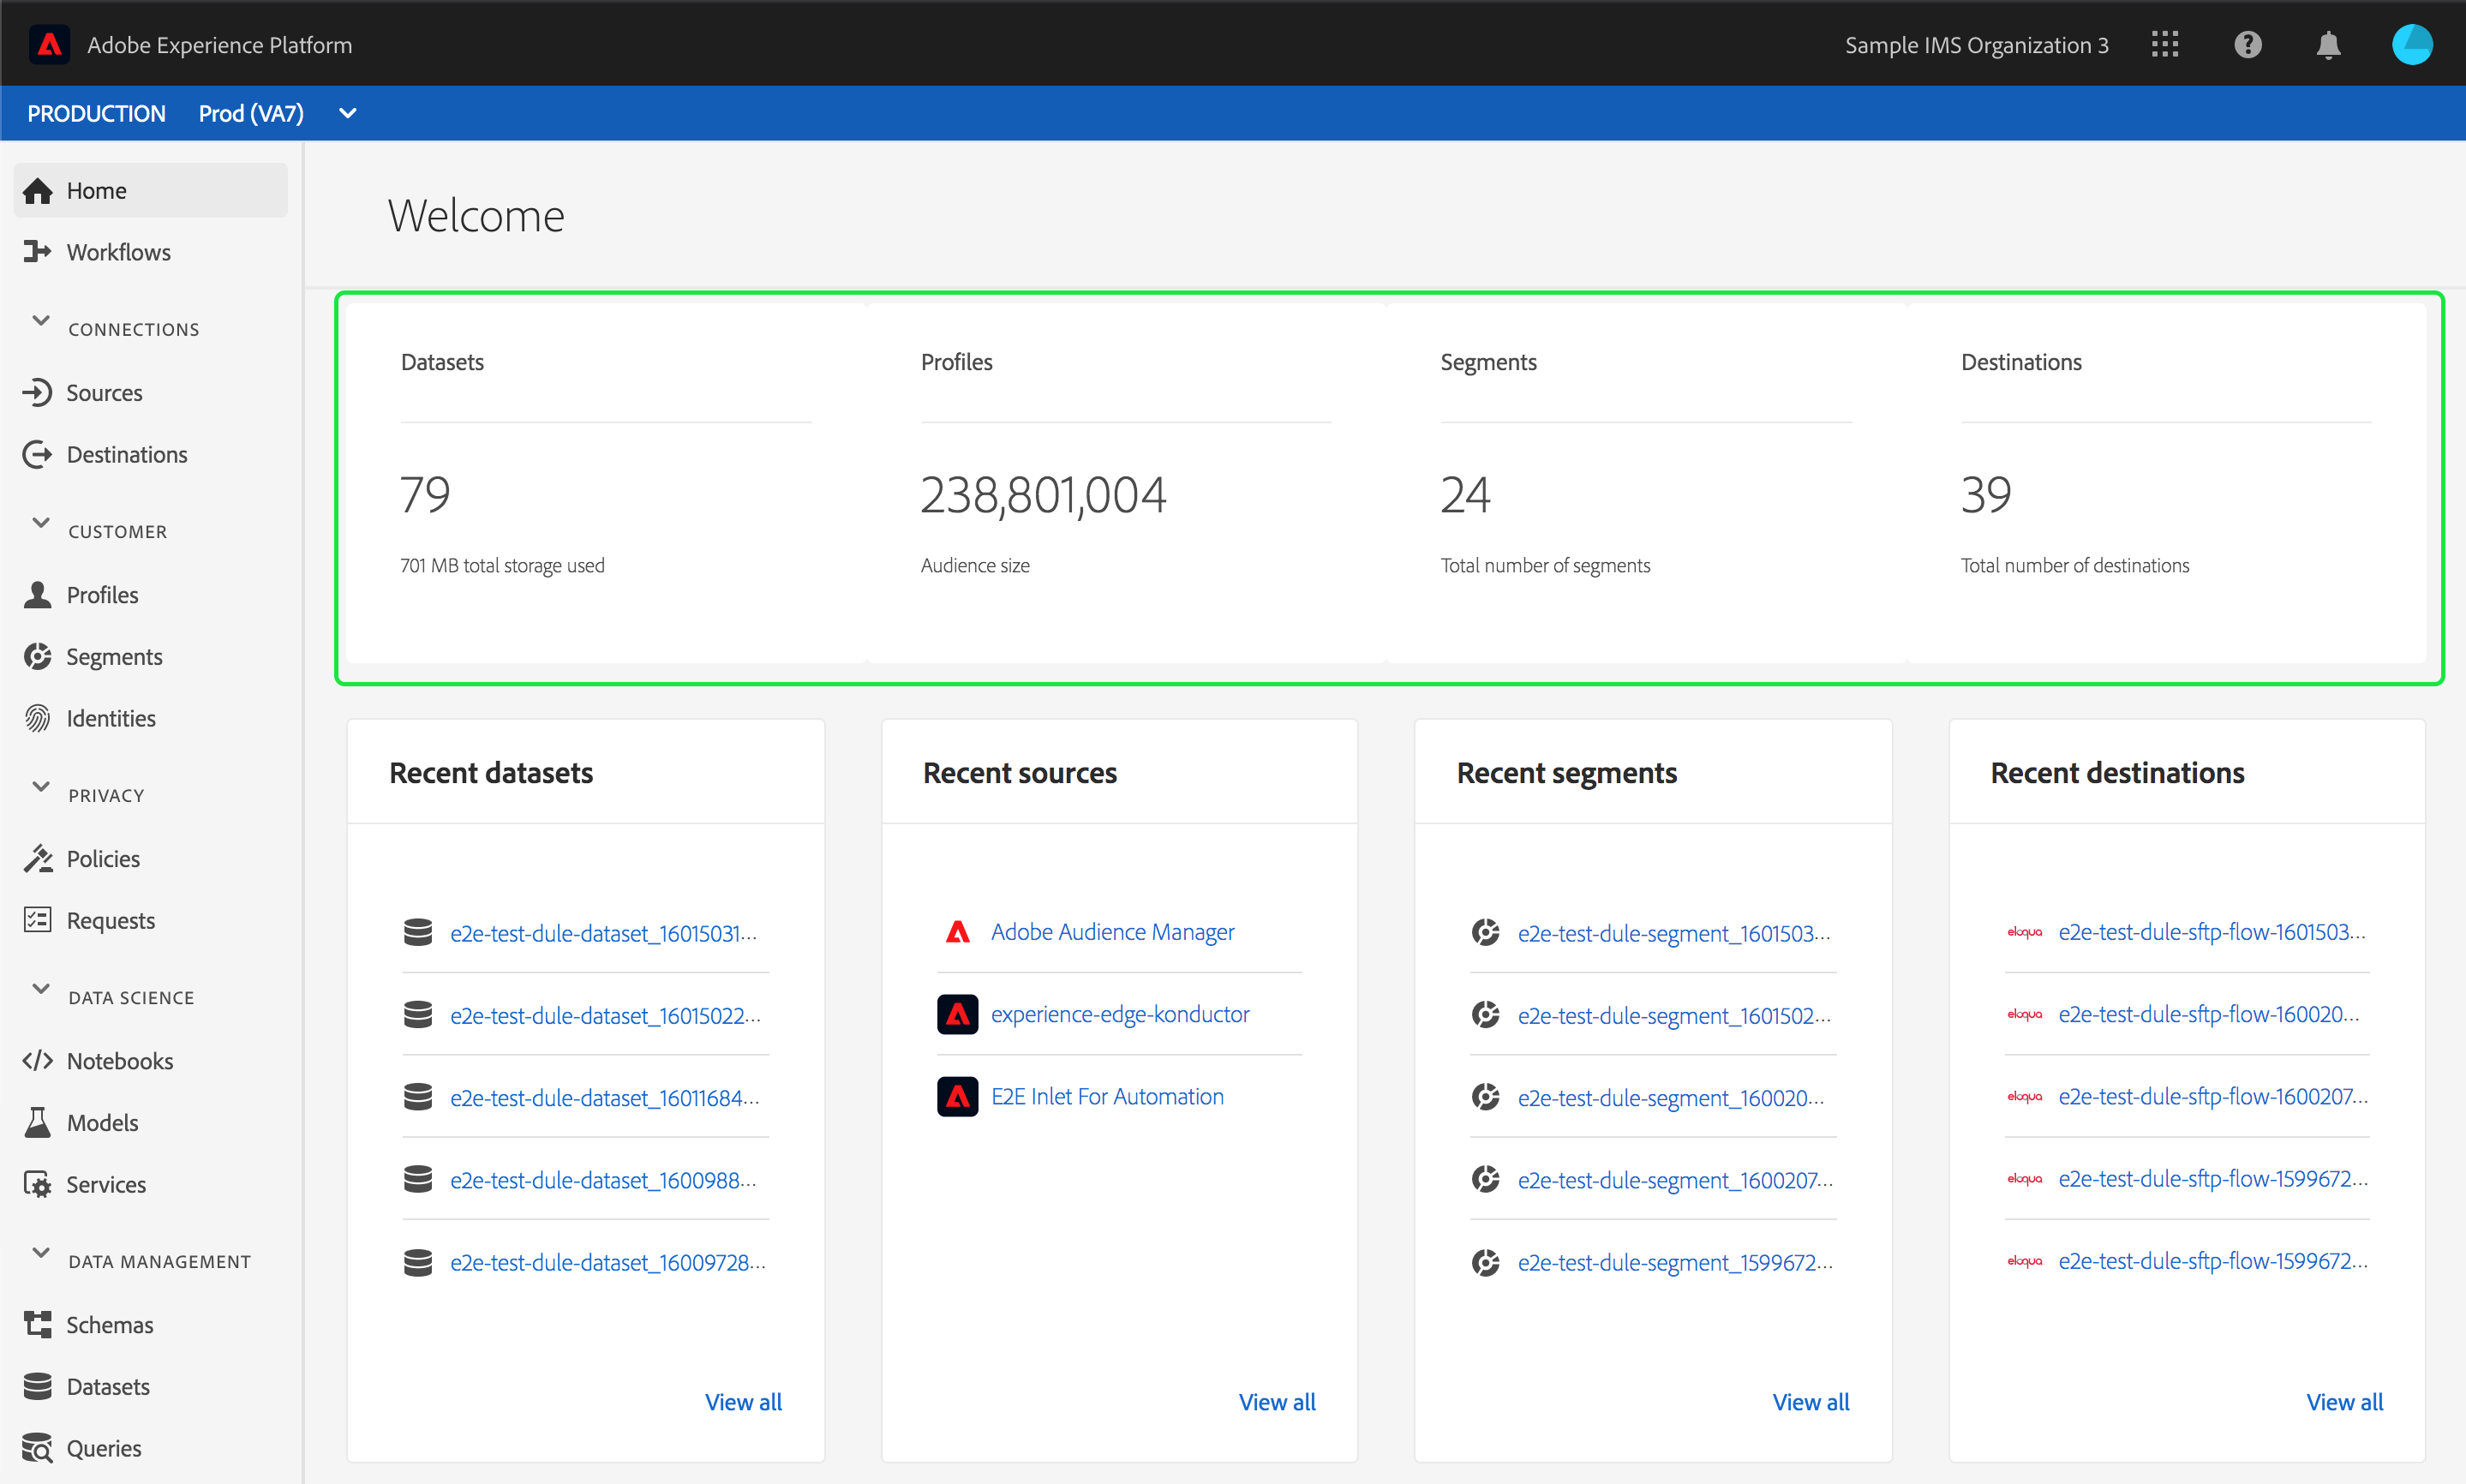 Adobe Experience Platform
Sample IMS Organization 3
PRODUCTION Prod (VA7)
Home
Workflows
CONNECTIONS
Sources
Destinations
CUSTOMER
Profiles
Segments
Identities
PRIVACY
Policies
Requests
DATA SCIENCE
Notebooks
Models
Services
DATA MANAGEMENT
Schemas
Datasets
Queries
Welcome
Datasets
79
701 MB total storage used
Profiles
238,801,004
Audience size
Segments
24
Total number of segments
Destinations
39
Total number of destinations
Recent datasets
e2e-test-dule-dataset_16015031...
e2e-test-dule-dataset_16015022...
e2e-test-dule-dataset_16011684...
e2e-test-dule-dataset_1600988...
e2e-test-dule-dataset_16009728...
View all
Recent sources
Adobe Audience Manager
experience-edge-konductor
E2E Inlet For Automation
View all
Recent segments
e2e-test-dule-segment_1601503...
e2e-test-dule-segment_1601502...
e2e-test-dule-segment_160020...
e2e-test-dule-segment_1600207...
e2e-test-dule-segment_1599672...
View all
Recent destinations
eloqua e2e-test-dule-sftp-flow-1601503...
eloqua e2e-test-dule-sftp-flow-160020...
eloqua e2e-test-dule-sftp-flow-1600207...
eloqua e2e-test-dule-sftp-flow-1599672...
eloqua e2e-test-dule-sftp-flow-1599672...
View all